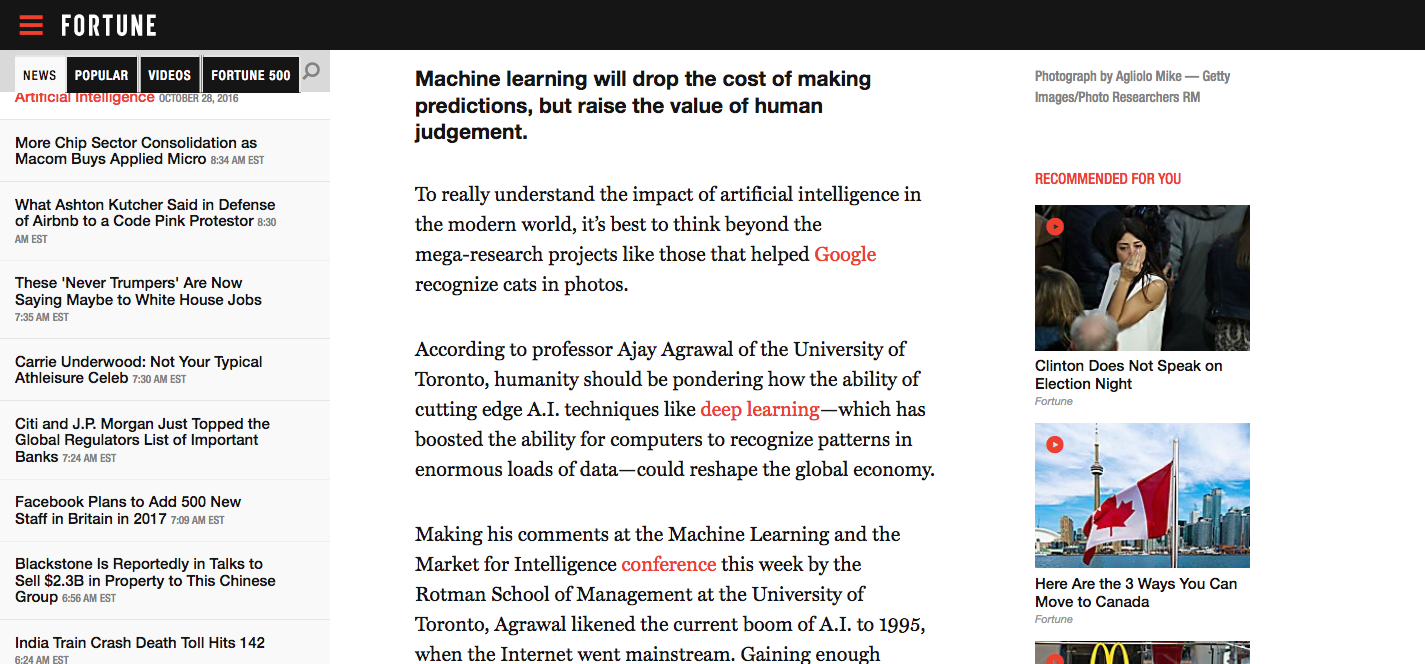 FORTUNE
NEWS
POPULAR
VIDEOS
FORTUNE 500
Artificial Intelligence OCTOBER 28, 2016
More Chip Sector Consolidation as
Macom Buys Applied Micro 8:34 AM EST
What Ashton Kutcher Said in Defense
of Airbnb to a Code Pink Protestor 8:30
AM EST
These 'Never Trumpers' Are Now
Saying Maybe to White House Jobs
7:35 AM EST
Carrie Underwood: Not Your Typical
Athleisure Celeb 7:30 AM EST
Citi and J.P. Morgan Just Topped the
Global Regulators List of Important
Banks 7:24 AM EST
Facebook Plans to Add 500 New
Staff in Britain in 2017 7:09 AM EST
Blackstone Is Reportedly in Talks to
Sell $2.3B in Property to This Chinese
Group 6:56 AM EST
India Train Crash Death Toll Hits 142
6:24 AM EST
Machine learning will drop the cost of making
predictions, but raise the value of human
judgement.
To really understand the impact of artificial intelligence in
the modern world, it’s best to think beyond the
mega-research projects like those that helped Google
recognize cats in photos.
According to professor Ajay Agrawal of the University of
Toronto, humanity should be pondering how the ability of
cutting edge A.I. techniques like deep learning—which has
boosted the ability for computers to recognize patterns in
enormous loads of data—could reshape the global economy.
Making his comments at the Machine Learning and the
Market for Intelligence conference this week by the
Rotman School of Management at the University of
Toronto, Agrawal likened the current boom of A.I. to 1995,
when the Internet went mainstream. Gaining enough
Photograph by Agliolo Mike — Getty
Images/Photo Researchers RM
RECOMMENDED FOR YOU
Clinton Does Not Speak on
Election Night
Fortune
Here Are the 3 Ways You Can
Move to Canada
Fortune